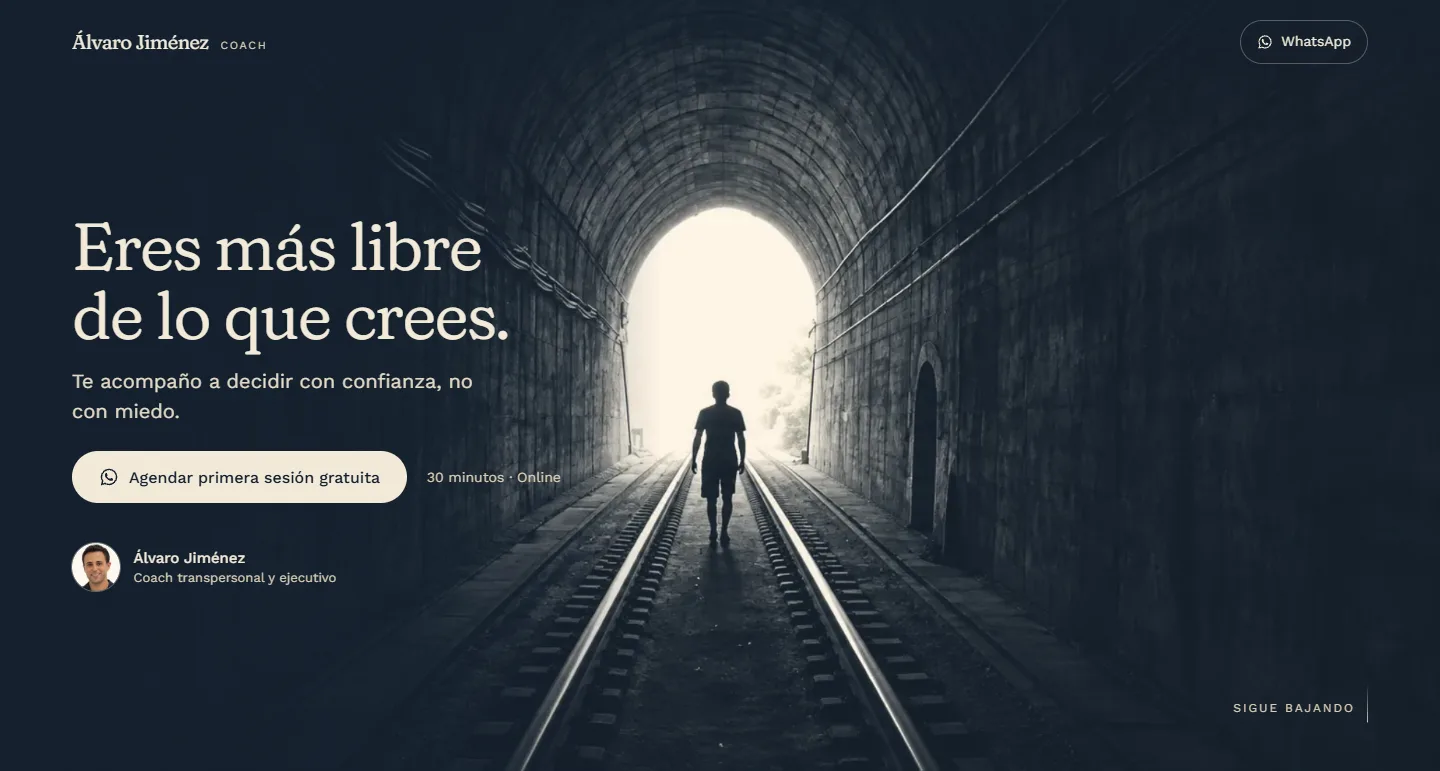 Álvaro Jiménez COACH
WhatsApp
Eres más libre
de lo que crees.
Te acompaño a decidir con confianza, no
con miedo.
Agendar primera sesión gratuita
30 minutos · Online
Álvaro Jiménez
Coach transpersonal y ejecutivo
SIGUE BAJANDO